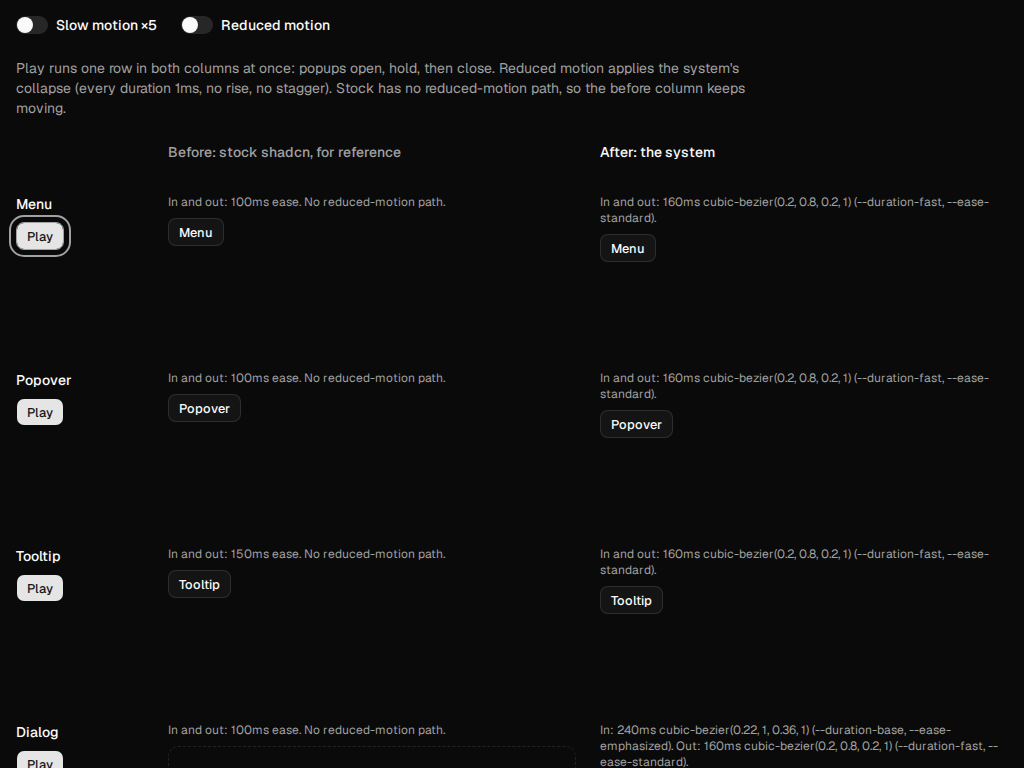 Slow motion ×5 Reduced motion
Play runs one row in both columns at once: popups open, hold, then close. Reduced motion applies the system's
collapse (every duration 1ms, no rise, no stagger). Stock has no reduced-motion path, so the before column keeps
moving.
Before: stock shadcn, for reference
After: the system
Menu
Play
In and out: 100ms ease. No reduced-motion path.
Menu
In and out: 160ms cubic-bezier(0.2, 0.8, 0.2, 1) (--duration-fast, --ease-
standard).
Menu
Popover
Play
In and out: 100ms ease. No reduced-motion path.
Popover
In and out: 160ms cubic-bezier(0.2, 0.8, 0.2, 1) (--duration-fast, --ease-
standard).
Popover
Tooltip
Play
In and out: 150ms ease. No reduced-motion path.
Tooltip
In and out: 160ms cubic-bezier(0.2, 0.8, 0.2, 1) (--duration-fast, --ease-
standard).
Tooltip
Dialog
Play
In and out: 100ms ease. No reduced-motion path.
In: 240ms cubic-bezier(0.22, 1, 0.36, 1) (--duration-base, --ease-
emphasized). Out: 160ms cubic-bezier(0.2, 0.8, 0.2, 1) (--duration-fast, --
ease-standard).